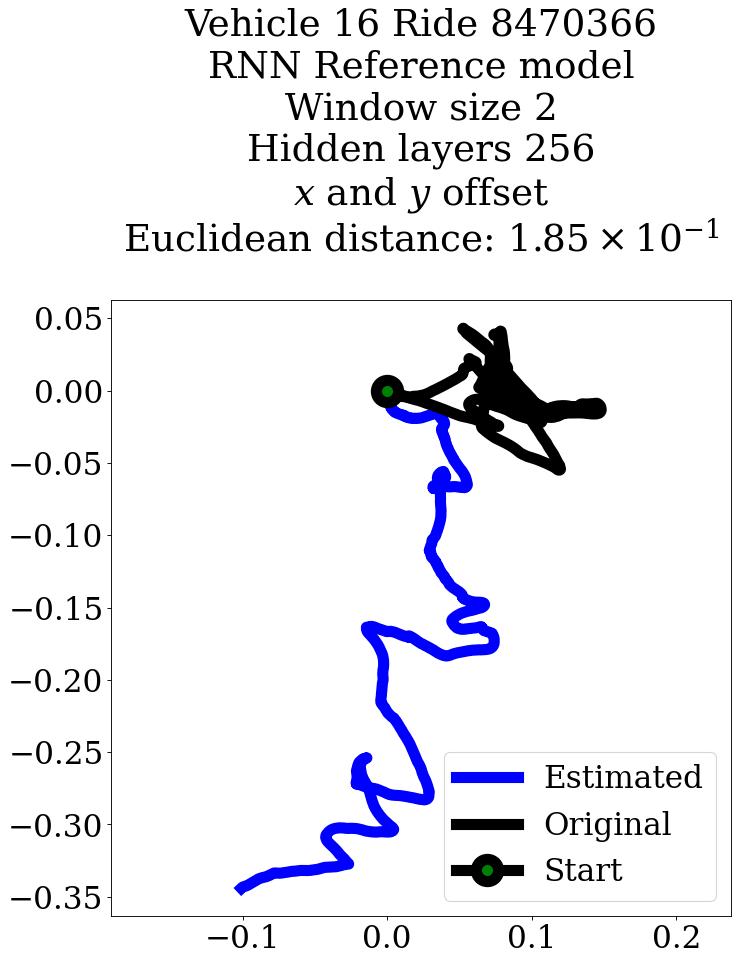 Vehicle 16 Ride 8470366
RNN Reference model
Window size 2
Hidden layers 256
x and y offset
Euclidean distance: 1.85 × 10⁻¹
0.05
0.00
−0.05
−0.10
−0.15
−0.20
−0.25
−0.30
−0.35
Estimated
Original
Start
−0.1
0.0
0.1
0.2